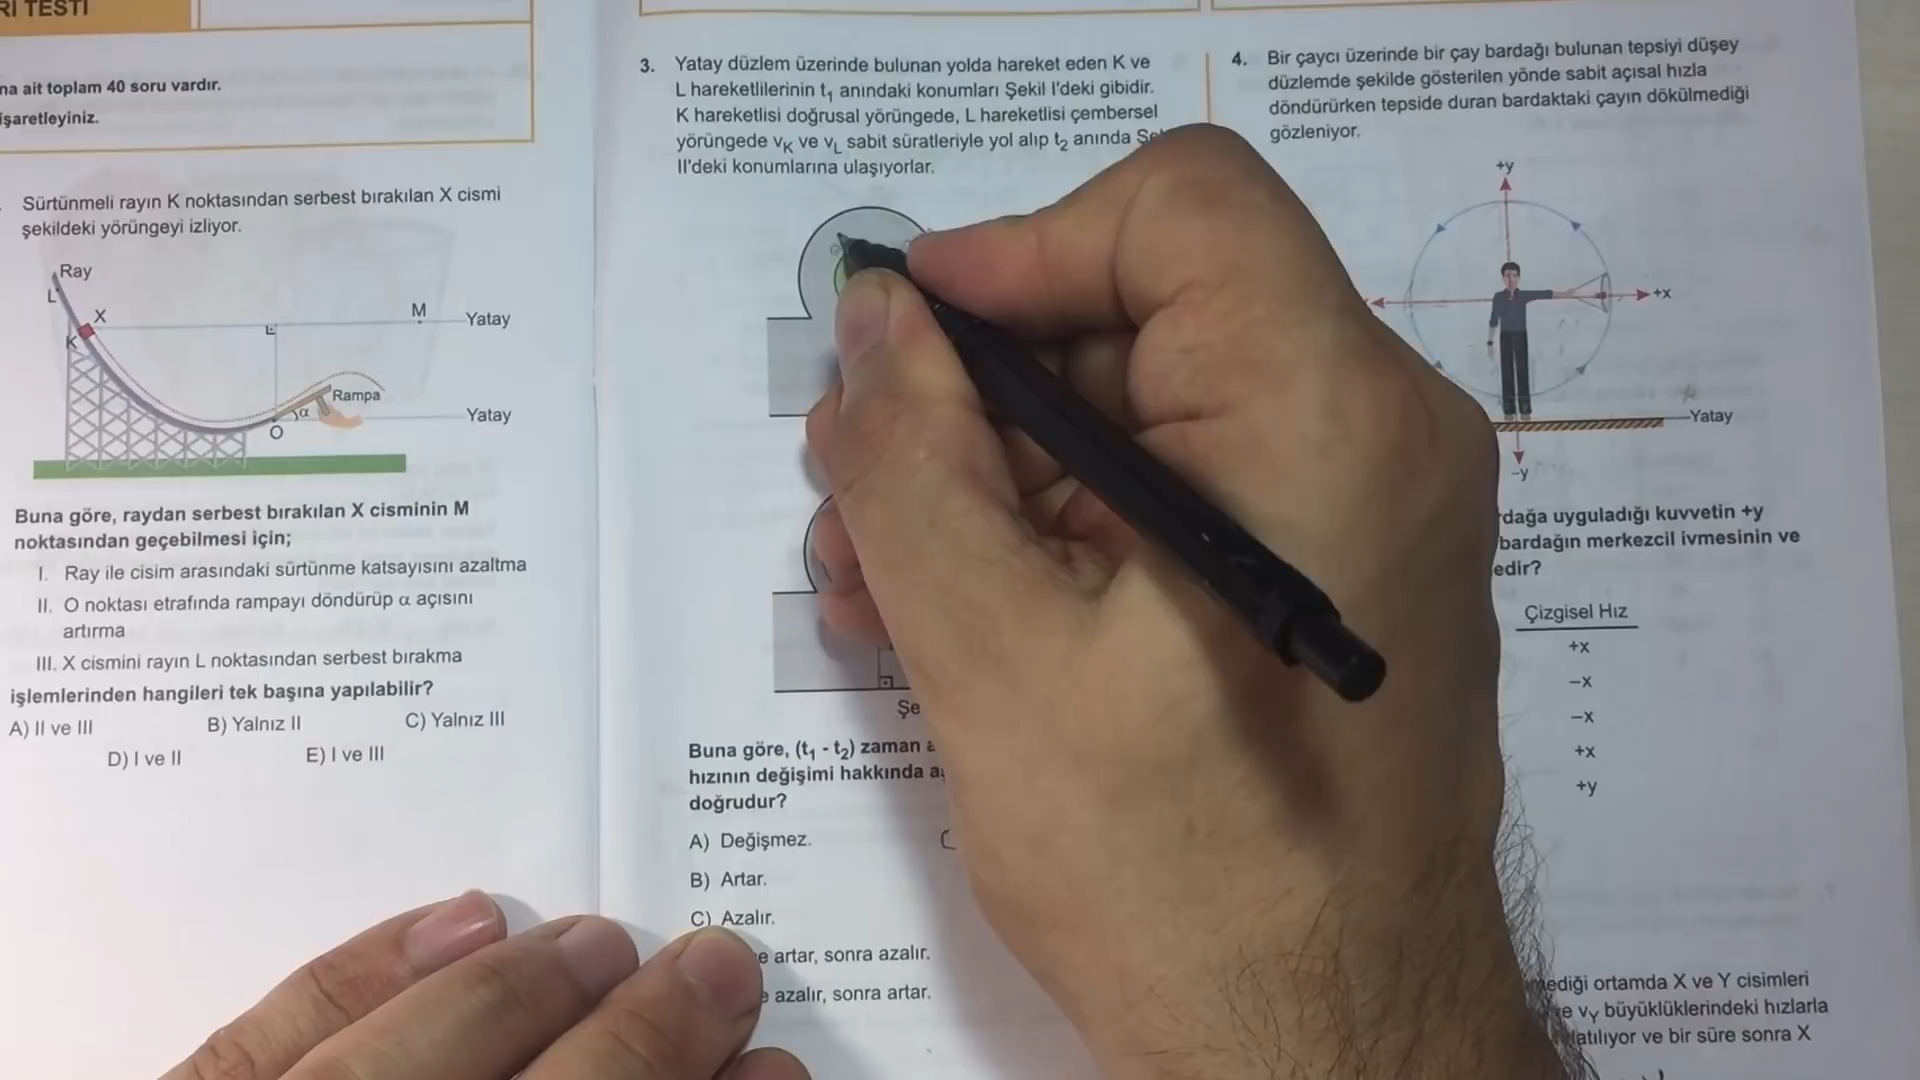 RI TESTİ
na ait toplam 40 soru vardır.
işaretleyiniz.
Sürtünmeli rayın K noktasından serbest bırakılan X cismi
şekildeki yörüngeyi izliyor.
Ray
L
X
K
M
Yatay
Rampa
α
O
Yatay
Buna göre, raydan serbest bırakılan X cisminin M
noktasından geçebilmesi için;
I. Ray ile cisim arasındaki sürtünme katsayısını azaltma
II. O noktası etrafında rampayı döndürüp α açısını
artırma
III. X cismini rayın L noktasından serbest bırakma
işlemlerinden hangileri tek başına yapılabilir?
A) II ve III B) Yalnız II C) Yalnız III
D) I ve II E) I ve III
3. Yatay düzlem üzerinde bulunan yolda hareket eden K ve
L hareketlilerinin t₁ anındaki konumları Şekil I'deki gibidir.
K hareketlisi doğrusal yörüngede, L hareketlisi çembersel
yörüngede vK ve vL sabit süratleriyle yol alıp t₂ anında
II'deki konumlarına ulaşıyorlar.
Şe
Buna göre, (t₁ - t₂) zaman
hızının değişimi hakkında
doğrudur?
A) Değişmez.
B) Artar.
C) Azalır.
e artar, sonra azalır.
e azalır, sonra artar.
4. Bir çaycı üzerinde bir çay bardağı bulunan tepsiyi düşey
düzlemde şekilde gösterilen yönde sabit açısal hızla
döndürürken tepside duran bardaktaki çayın dökülmediği
gözleniyor.
+y
+x
Yatay
-y
rdağa uyguladığı kuvvetin +y
bardağın merkezcil ivmesinin ve
edir?
Çizgisel Hız
+x
–x
–x
+x
+y
ediği ortamda X ve Y cisimleri
e vY büyüklüklerindeki hızlarla
atılıyor ve bir süre sonra X